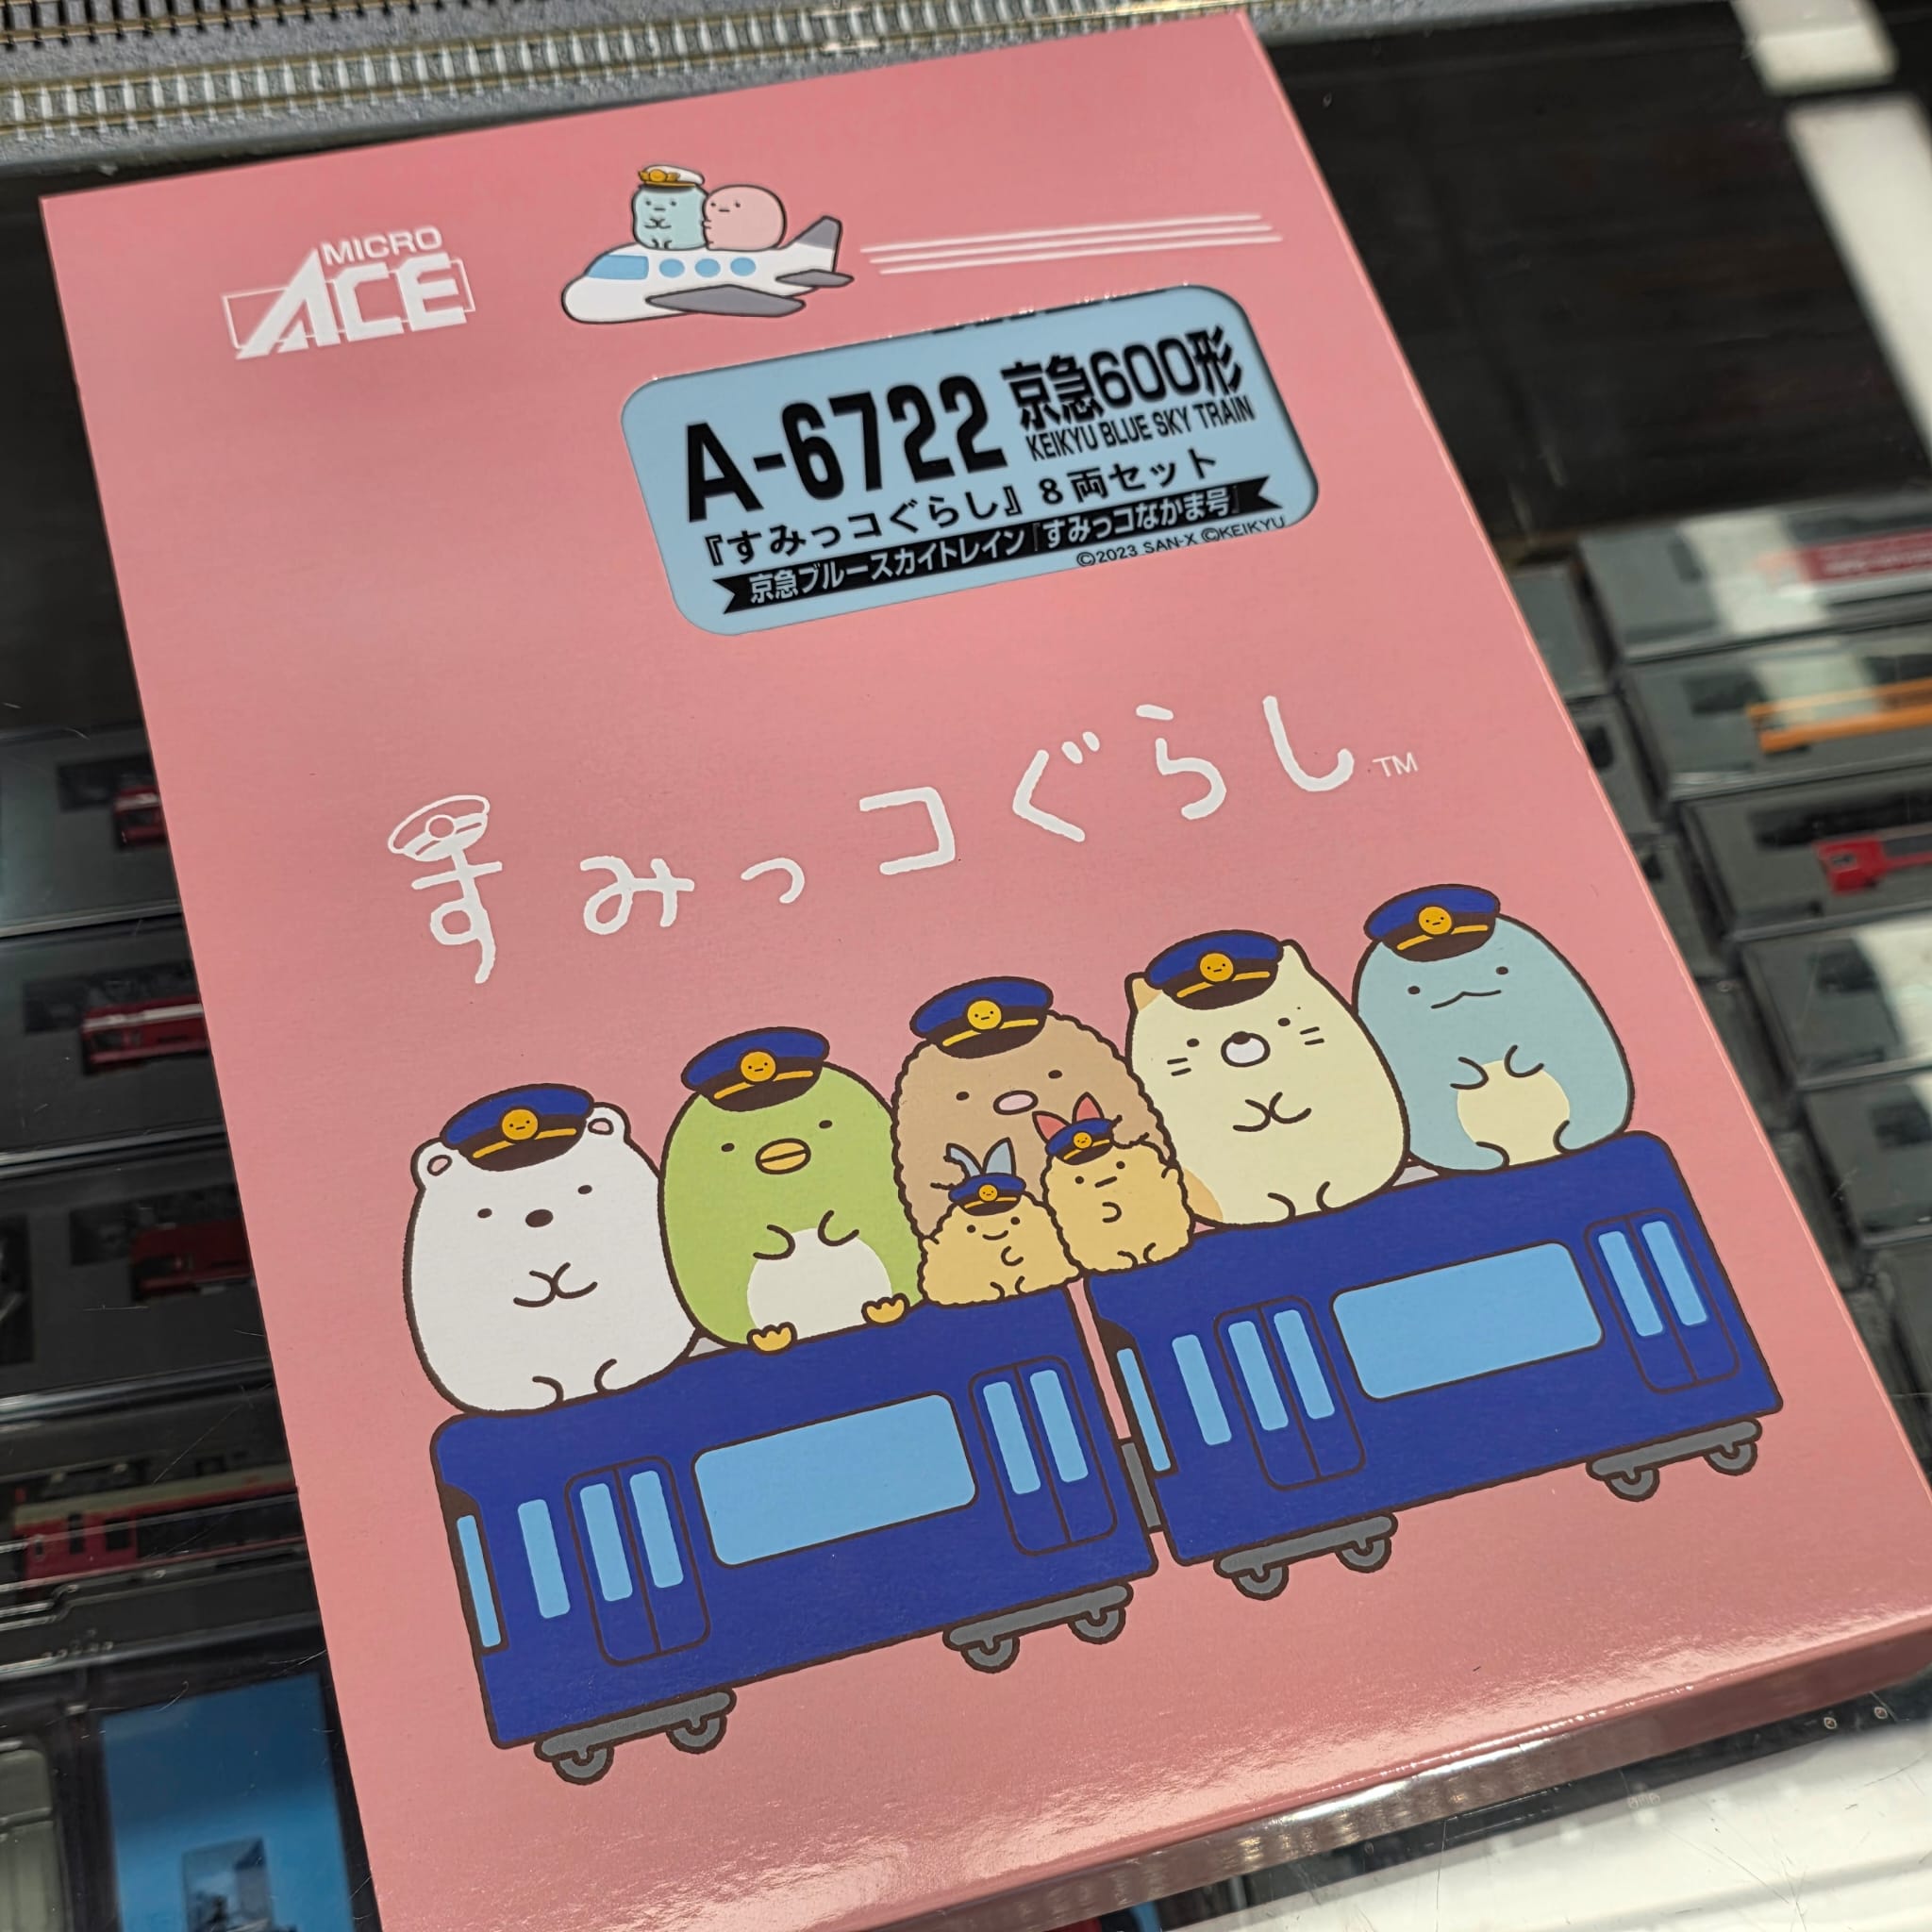 MICRO
ACE
A-6722 京急600形
KEIKYU BLUE SKY TRAIN
『すみっコぐらし』8両セット
京急ブルースカイトレイン『すみっコなかま号』
©2023 SAN-X ©KEIKYU
すみっコぐらし™